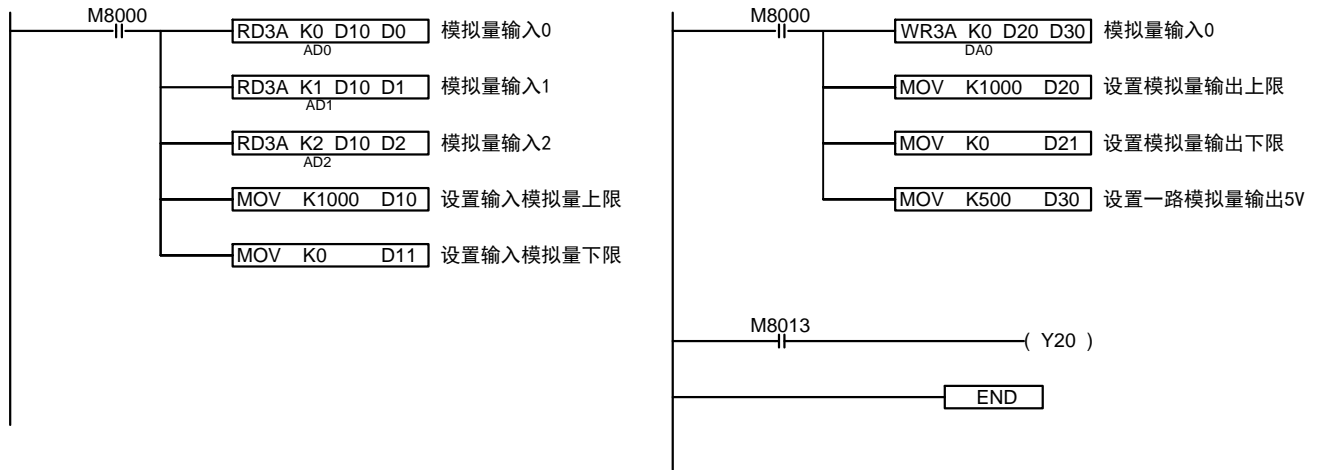 M8000
RD3A K0 D10 D0 模拟量输入0
AD0
RD3A K1 D10 D1 模拟量输入1
AD1
RD3A K2 D10 D2 模拟量输入2
AD2
MOV K1000 D10 设置输入模拟量上限
MOV K0 D11 设置输入模拟量下限
M8000
WR3A K0 D20 D30 模拟量输入0
DA0
MOV K1000 D20 设置模拟量输出上限
MOV K0 D21 设置模拟量输出下限
MOV K500 D30 设置一路模拟量输出5V
M8013
( Y20 )
END